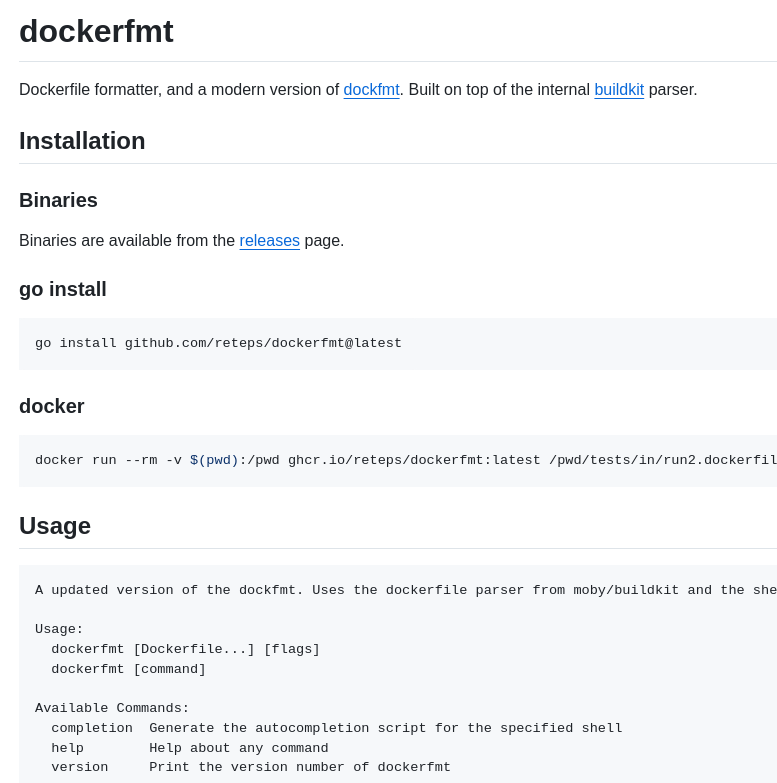 dockerfmt
Dockerfile formatter, and a modern version of dockfmt. Built on top of the internal buildkit parser.
Installation
Binaries
Binaries are available from the releases page.
go install
go install github.com/reteps/dockerfmt@latest
docker
docker run --rm -v $(pwd):/pwd ghcr.io/reteps/dockerfmt:latest /pwd/tests/in/run2.dockerfil
Usage
A updated version of the dockfmt. Uses the dockerfile parser from moby/buildkit and the she
Usage:
dockerfmt [Dockerfile...] [flags]
dockerfmt [command]
Available Commands:
completion  Generate the autocompletion script for the specified shell
help        Help about any command
version     Print the version number of dockerfmt